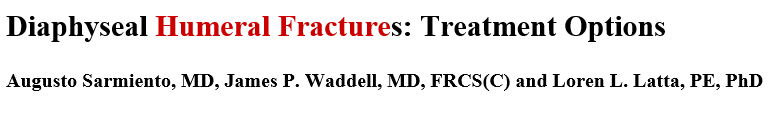 Diaphyseal Humeral Fractures: Treatment Options
Augusto Sarmiento, MD, James P. Waddell, MD, FRCS(C) and Loren L. Latta, PE, PhD